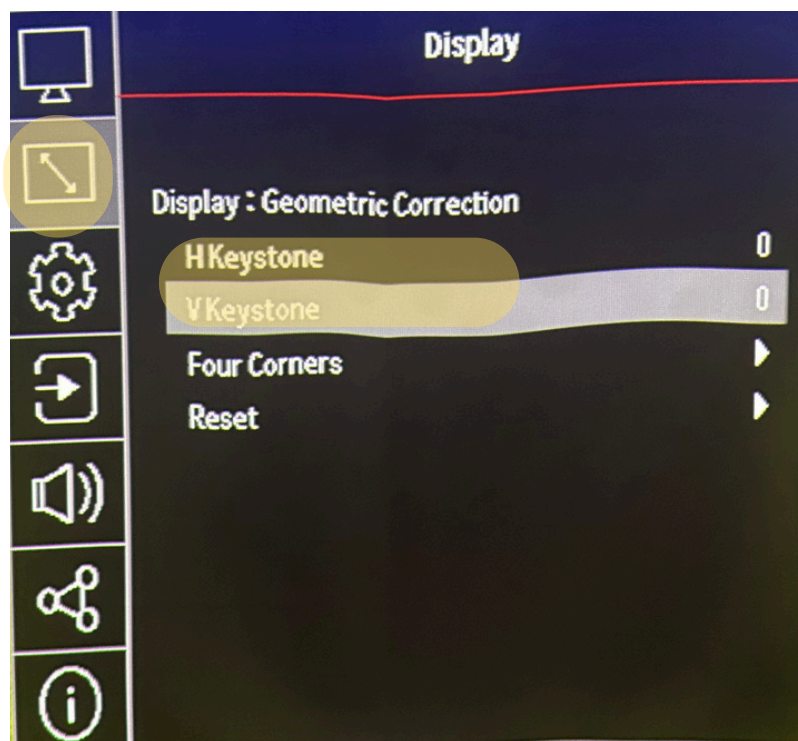 Display
Display : Geometric Correction
H Keystone 0
V Keystone 0
Four Corners
Reset